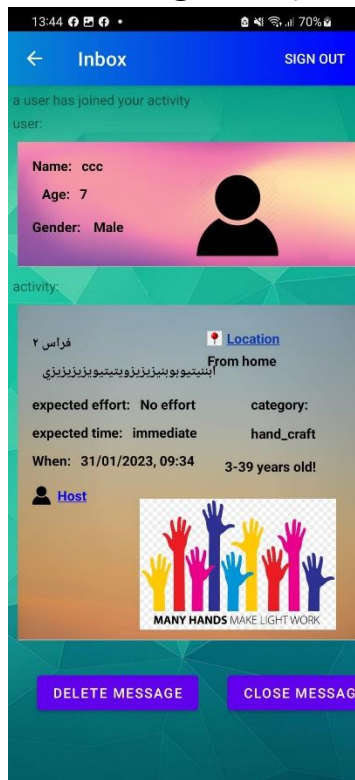 13:44 70%
Inbox SIGN OUT
a user has joined your activity
user:
Name: ccc
Age: 7
Gender: Male
activity:
فراس ٢
Location
From home
expected effort: No effort
category:
expected time: immediate
hand_craft
When: 31/01/2023, 09:34
3-39 years old!
Host
MANY HANDS MAKE LIGHT WORK
DELETE MESSAGE CLOSE MESSAG